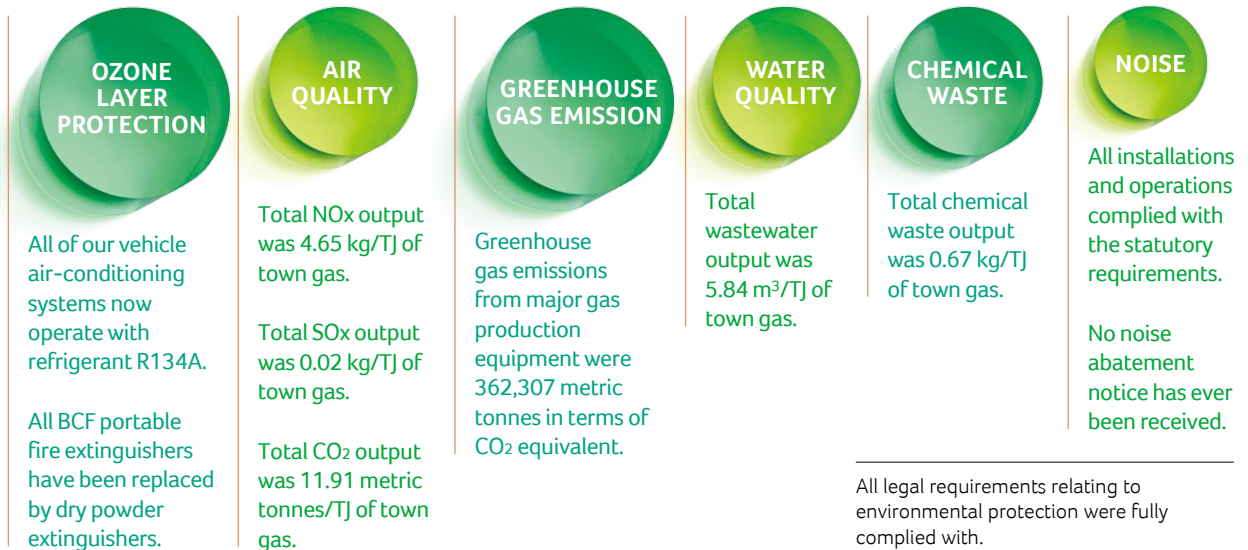 OZONE
LAYER
PROTECTION
All of our vehicle
air-conditioning
systems now
operate with
refrigerant R134A.
All BCF portable
fire extinguishers
have been replaced
by dry powder
extinguishers.
AIR
QUALITY
Total NOx output
was 4.65 kg/TJ of
town gas.
Total SOx output
was 0.02 kg/TJ of
town gas.
Total CO2 output
was 11.91 metric
tonnes/TJ of town
gas.
GREENHOUSE
GAS EMISSION
Greenhouse
gas emissions
from major gas
production
equipment were
362,307 metric
tonnes in terms of
CO2 equivalent.
WATER
QUALITY
Total
wastewater
output was
5.84 m³/TJ of
town gas.
CHEMICAL
WASTE
Total chemical
waste output
was 0.67 kg/TJ
of town gas.
NOISE
All installations
and operations
complied with
the statutory
requirements.
No noise
abatement
notice has ever
been received.
All legal requirements relating to
environmental protection were fully
complied with.